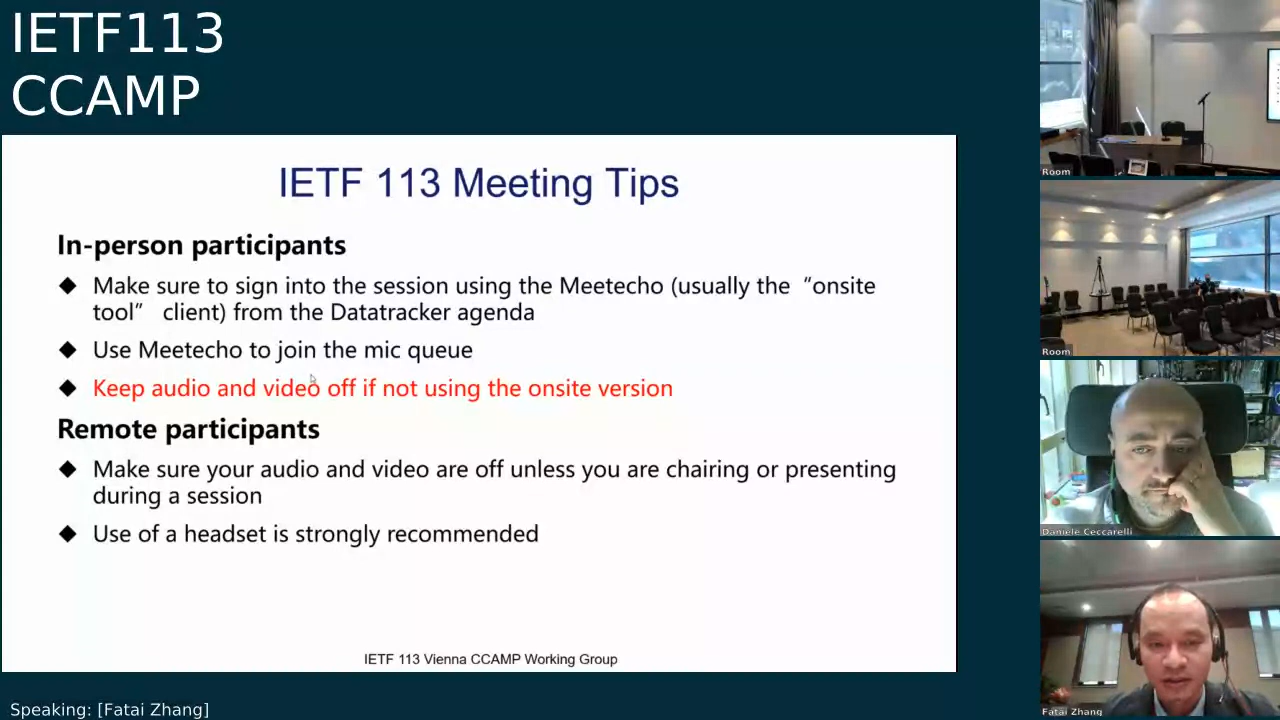 IETF113
CCAMP
IETF 113 Meeting Tips
In-person participants
◆ Make sure to sign into the session using the Meetecho (usually the “onsite
tool” client) from the Datatracker agenda
◆ Use Meetecho to join the mic queue
◆ Keep audio and video off if not using the onsite version
Remote participants
◆ Make sure your audio and video are off unless you are chairing or presenting
during a session
◆ Use of a headset is strongly recommended
IETF 113 Vienna CCAMP Working Group
Speaking: [Fatai Zhang]
Room
Room
Daniele Ceccarelli
Fatai Zhang